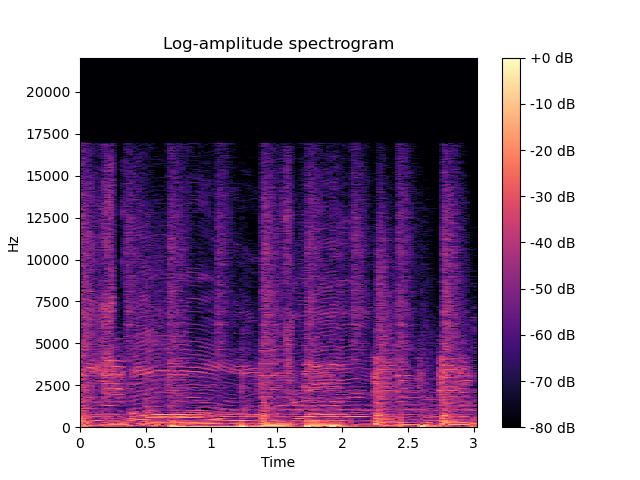 Log-amplitude spectrogram
Hz
20000
17500
15000
12500
10000
7500
5000
2500
0
0 0.5 1 1.5 2 2.5 3
Time
+0 dB
-10 dB
-20 dB
-30 dB
-40 dB
-50 dB
-60 dB
-70 dB
-80 dB